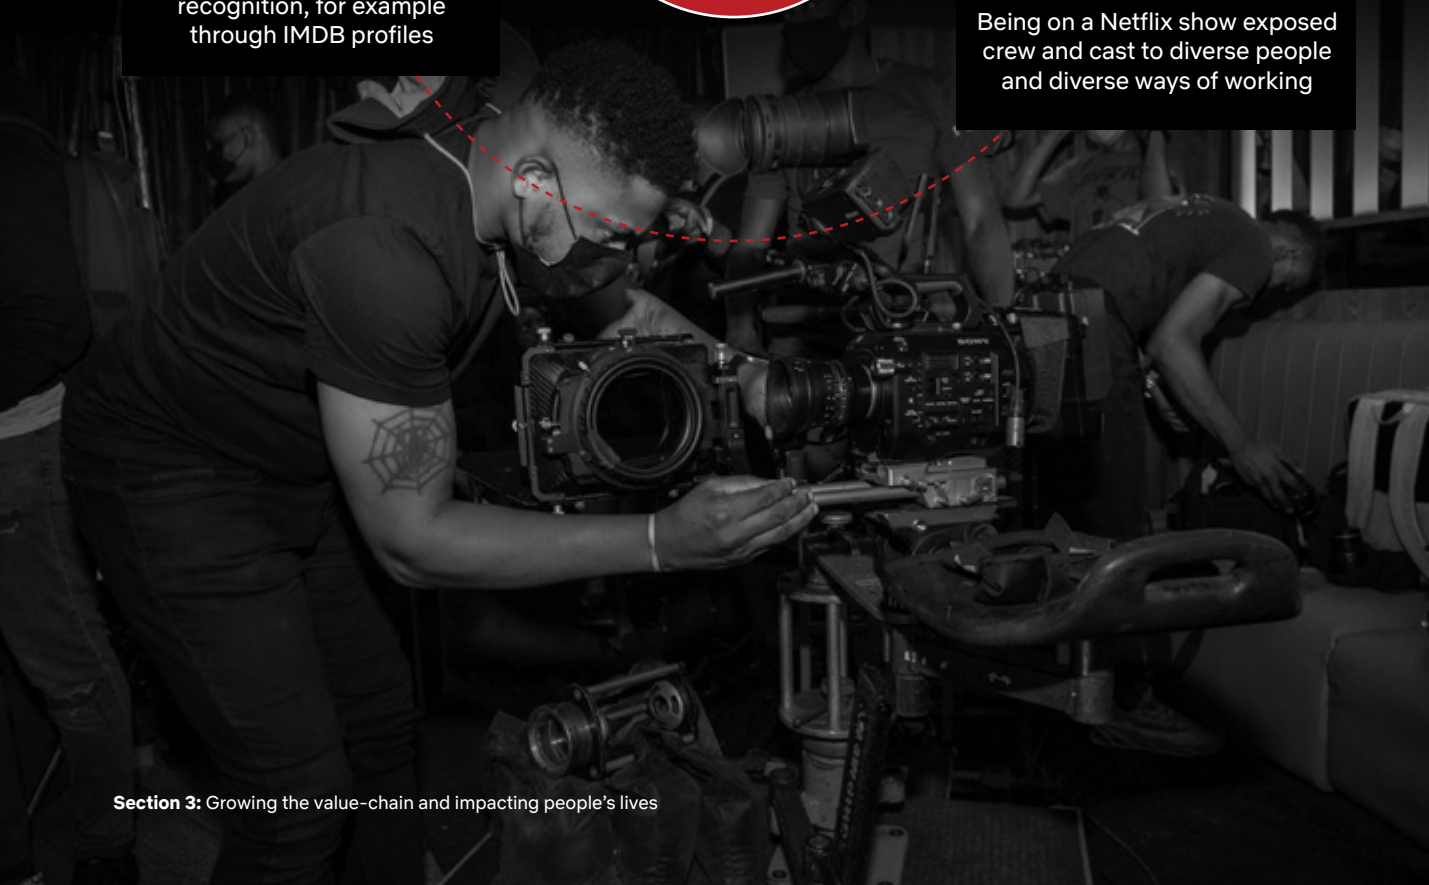 recognition, for example
through IMDB profiles
Being on a Netflix show exposed
crew and cast to diverse people
and diverse ways of working
SONY
Section 3: Growing the value-chain and impacting people’s lives